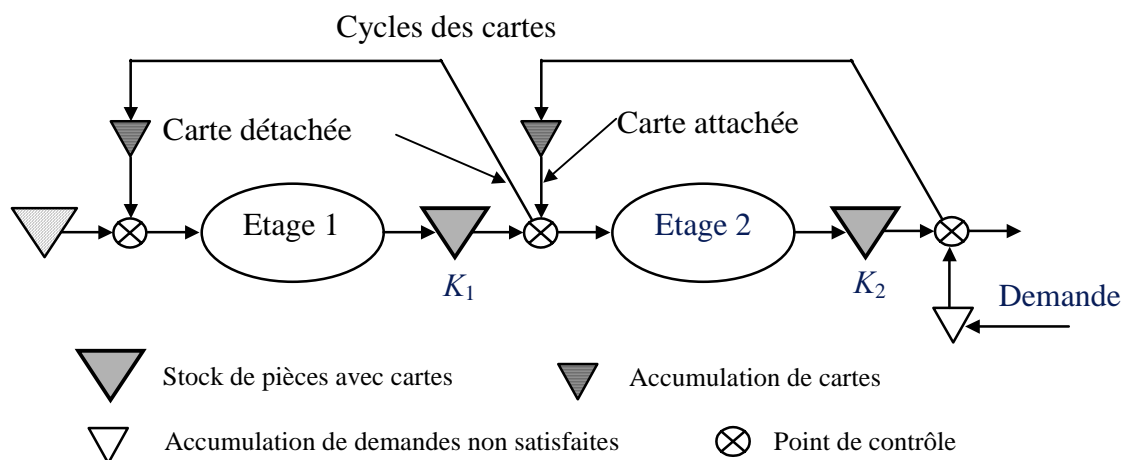 Cycles des cartes
Carte détachée
Carte attachée
Etage 1
Etage 2
K1
K2
Demande
Stock de pièces avec cartes
Accumulation de cartes
Accumulation de demandes non satisfaites
Point de contrôle